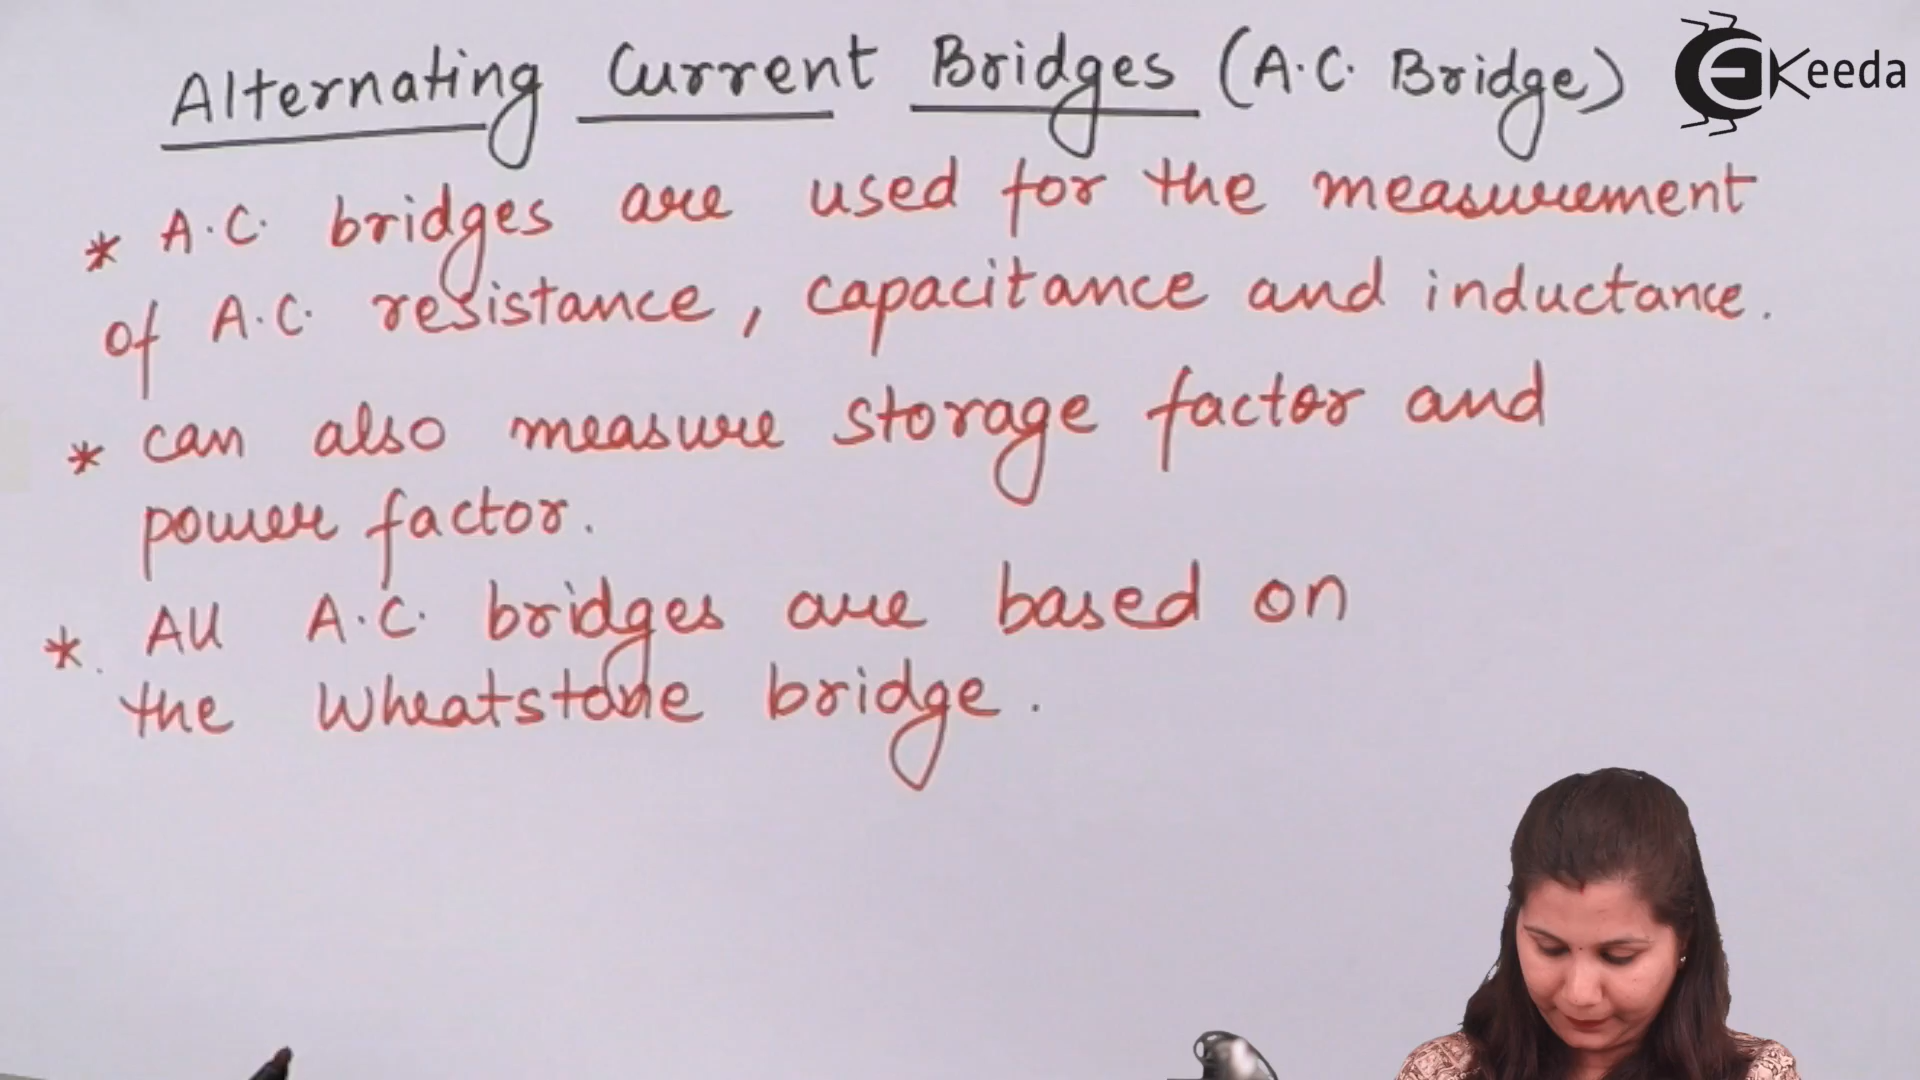 Alternating Current Bridges (A.C. Bridge)
Keeda
* A.C. bridges are used for the measurement
of A.C. resistance, capacitance and inductance.
* can also measure storage factor and
power factor.
* All A.C. bridges are based on
the Wheatstone bridge.